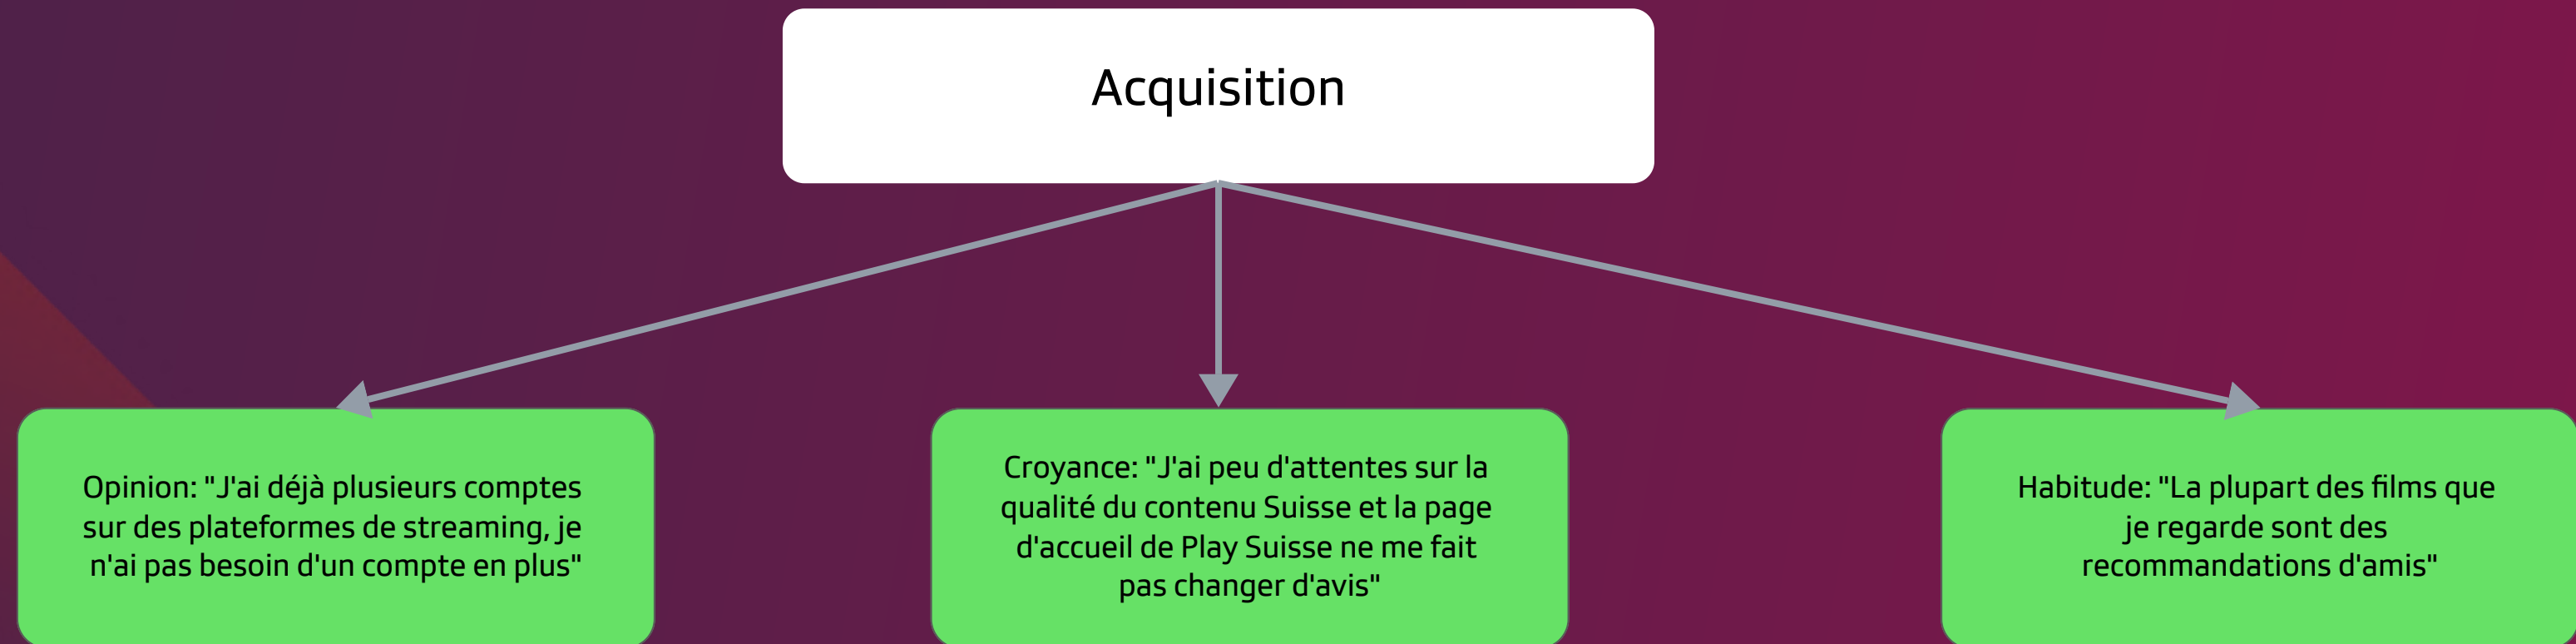 Acquisition
Opinion: "J'ai déjà plusieurs comptes
sur des plateformes de streaming, je
n'ai pas besoin d'un compte en plus"
Croyance: "J'ai peu d'attentes sur la
qualité du contenu Suisse et la page
d'accueil de Play Suisse ne me fait
pas changer d'avis"
Habitude: "La plupart des films que
je regarde sont des
recommandations d'amis"